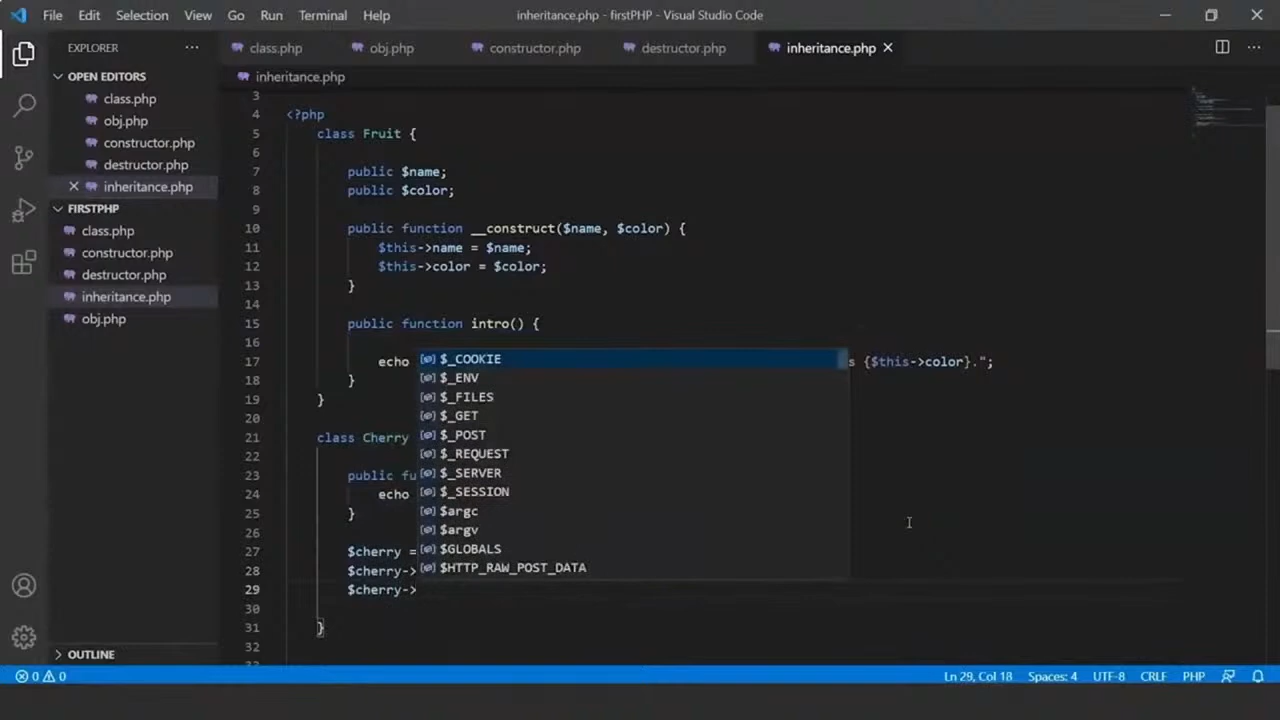 File Edit Selection View Go Run Terminal Help inheritance.php - firstPHP - Visual Studio Code
EXPLORER
OPEN EDITORS
class.php
obj.php
constructor.php
destructor.php
inheritance.php
FIRSTPHP
class.php
constructor.php
destructor.php
inheritance.php
obj.php
OUTLINE
class.php obj.php constructor.php destructor.php inheritance.php
inheritance.php
3
4 <?php
5 class Fruit {
6
7 public $name;
8 public $color;
9
10 public function __construct($name, $color) {
11 $this->name = $name;
12 $this->color = $color;
13 }
14
15 public function intro() {
16
17 echo s {$this->color}.";
18 }
19 }
20
21 class Cherry
22
23 public fu
24 echo
25 }
26
27 $cherry =
28 $cherry->
29 $cherry->
30
31 }
32
$_COOKIE
$_ENV
$_FILES
$_GET
$_POST
$_REQUEST
$_SERVER
$_SESSION
$argc
$argv
$GLOBALS
$HTTP_RAW_POST_DATA
0 0 Ln 29, Col 18 Spaces: 4 UTF-8 CRLF PHP